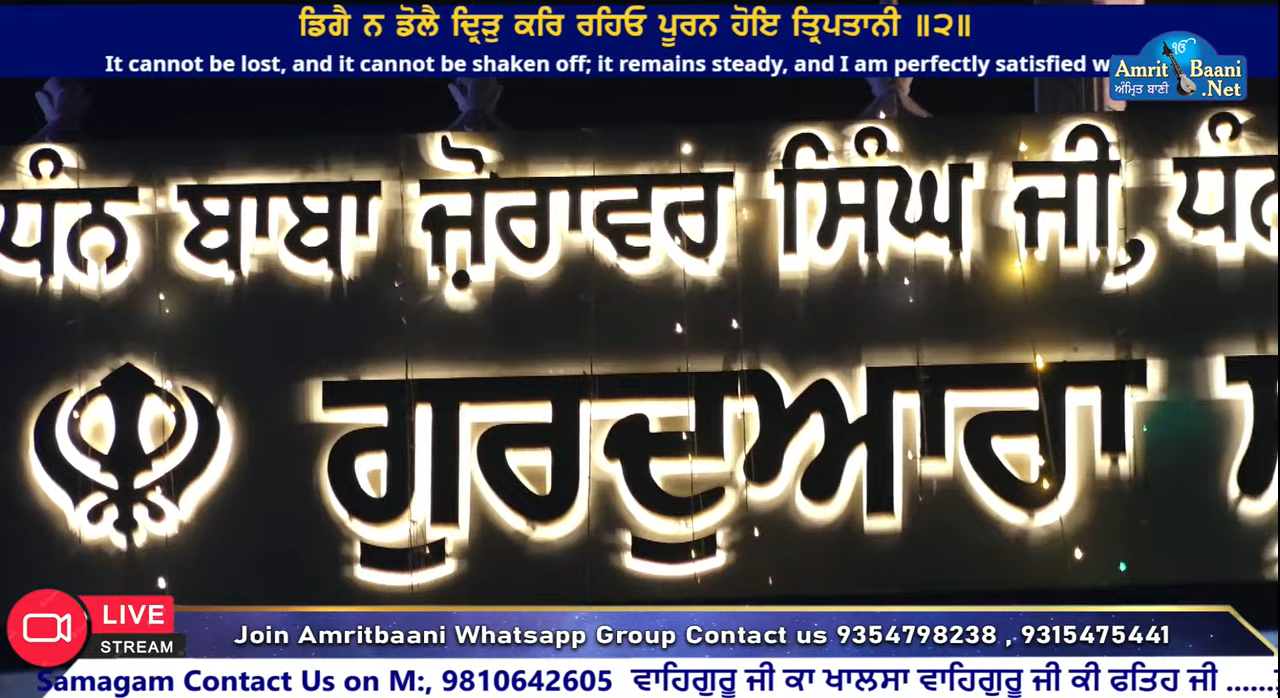 ਡਿਗੈ ਨ ਡੋਲੈ ਦ੍ਰਿੜੁ ਕਰਿ ਰਹਿਓ ਪੂਰਨ ਹੋਇ ਤ੍ਰਿਪਤਾਨੀ ॥੨॥
It cannot be lost, and it cannot be shaken off; it remains steady, and I am perfectly satisfied
ੴ
Amrit Baani
ਅੰਮ੍ਰਿਤ ਬਾਣੀ .Net
ਧੰਨ ਬਾਬਾ ਜ਼ੋਰਾਵਰ ਸਿੰਘ ਜੀ,
ਗੁਰਦੁਆਰਾ
LIVE
STREAM
Join Amritbaani Whatsapp Group Contact us 9354798238 , 9315475441
Samagam Contact Us on M:, 9810642605 ਵਾਹਿਗੁਰੂ ਜੀ ਕਾ ਖਾਲਸਾ ਵਾਹਿਗੁਰੂ ਜੀ ਕੀ ਫਤਿਹ ਜੀ .......